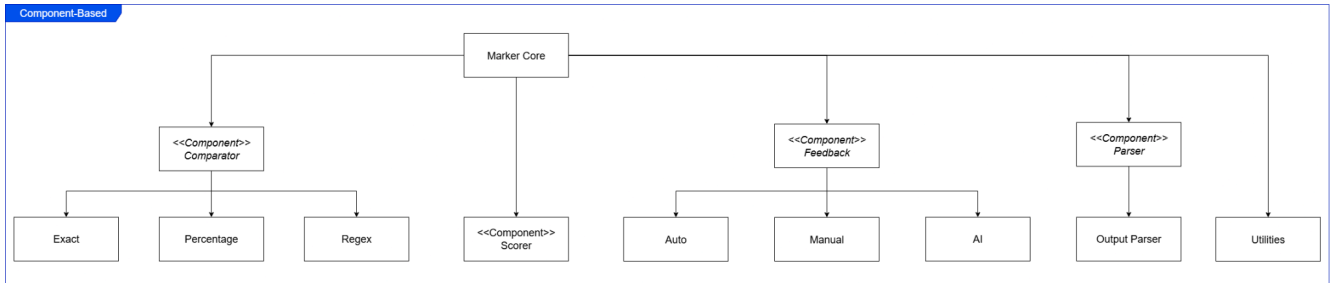 Component-Based
Marker Core
<<Component>>
Comparator
<<Component>>
Feedback
<<Component>>
Parser
Exact
Percentage
Regex
<<Component>>
Scorer
Auto
Manual
AI
Output Parser
Utilities